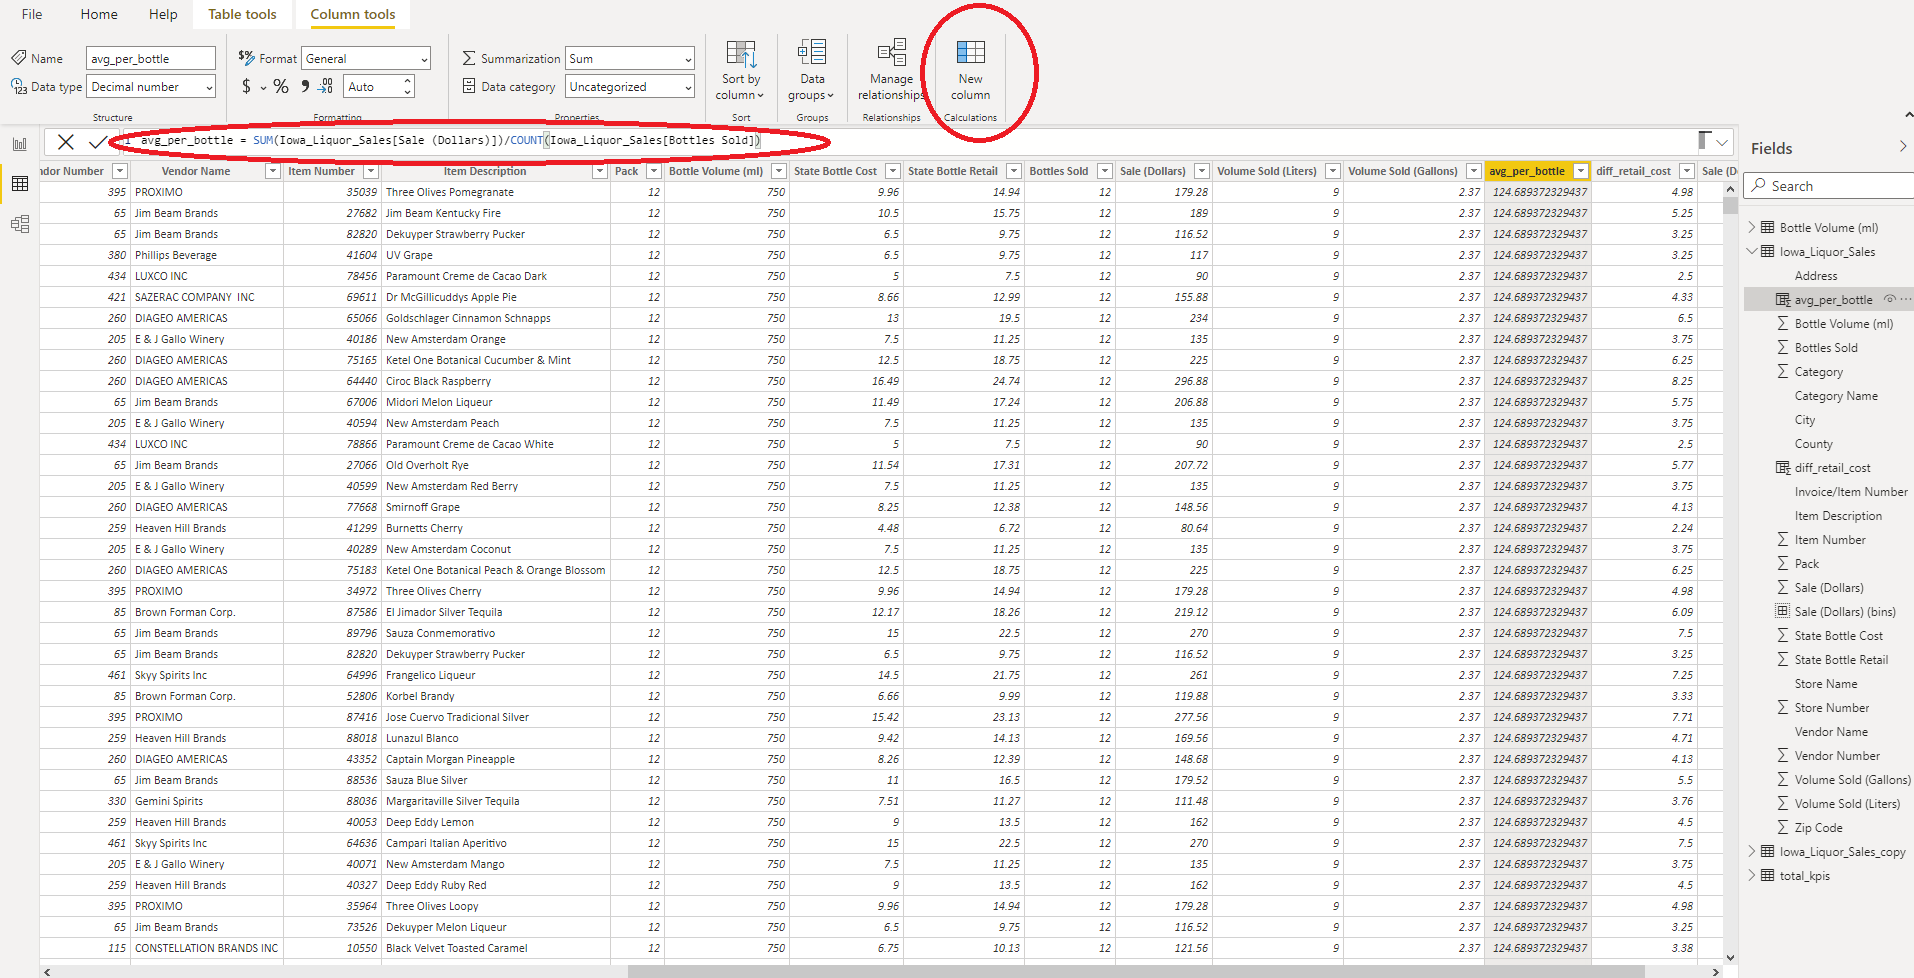 File Home Help Table tools Column tools
Name avg_per_bottle $% Format General Summarization Sum
Data type Decimal number $ % Auto Data category Uncategorized
Sort by column Data groups Manage relationships New column
Structure Formatting Properties Sort Groups Relationships Calculations
1 avg_per_bottle = SUM(Iowa_Liquor_Sales[Sale (Dollars)])/COUNT(Iowa_Liquor_Sales[Bottles Sold])
ndor Number Vendor Name Item Number Item Description Pack Bottle Volume (ml) State Bottle Cost State Bottle Retail Bottles Sold Sale (Dollars) Volume Sold (Liters) Volume Sold (Gallons) avg_per_bottle diff_retail_cost Sale (D
395 PROXIMO 35039 Three Olives Pomegranate 12 750 9.96 14.94 12 179.28 9 2.37 124.689372329437 4.98
65 Jim Beam Brands 27682 Jim Beam Kentucky Fire 12 750 10.5 15.75 12 189 9 2.37 124.689372329437 5.25
65 Jim Beam Brands 82820 Dekuyper Strawberry Pucker 12 750 6.5 9.75 12 116.52 9 2.37 124.689372329437 3.25
380 Phillips Beverage 41604 UV Grape 12 750 6.5 9.75 12 117 9 2.37 124.689372329437 3.25
434 LUXCO INC 78456 Paramount Creme de Cacao Dark 12 750 5 7.5 12 90 9 2.37 124.689372329437 2.5
421 SAZERAC COMPANY  INC 69611 Dr McGillicuddys Apple Pie 12 750 8.66 12.99 12 155.88 9 2.37 124.689372329437 4.33
260 DIAGEO AMERICAS 65066 Goldschlager Cinnamon Schnapps 12 750 13 19.5 12 234 9 2.37 124.689372329437 6.5
205 E & J Gallo Winery 40186 New Amsterdam Orange 12 750 7.5 11.25 12 135 9 2.37 124.689372329437 3.75
260 DIAGEO AMERICAS 75165 Ketel One Botanical Cucumber & Mint 12 750 12.5 18.75 12 225 9 2.37 124.689372329437 6.25
260 DIAGEO AMERICAS 64440 Ciroc Black Raspberry 12 750 16.49 24.74 12 296.88 9 2.37 124.689372329437 8.25
65 Jim Beam Brands 67006 Midori Melon Liqueur 12 750 11.49 17.24 12 206.88 9 2.37 124.689372329437 5.75
205 E & J Gallo Winery 40594 New Amsterdam Peach 12 750 7.5 11.25 12 135 9 2.37 124.689372329437 3.75
434 LUXCO INC 78866 Paramount Creme de Cacao White 12 750 5 7.5 12 90 9 2.37 124.689372329437 2.5
65 Jim Beam Brands 27066 Old Overholt Rye 12 750 11.54 17.31 12 207.72 9 2.37 124.689372329437 5.77
205 E & J Gallo Winery 40599 New Amsterdam Red Berry 12 750 7.5 11.25 12 135 9 2.37 124.689372329437 3.75
260 DIAGEO AMERICAS 77668 Smirnoff Grape 12 750 8.25 12.38 12 148.56 9 2.37 124.689372329437 4.13
259 Heaven Hill Brands 41299 Burnetts Cherry 12 750 4.48 6.72 12 80.64 9 2.37 124.689372329437 2.24
205 E & J Gallo Winery 40289 New Amsterdam Coconut 12 750 7.5 11.25 12 135 9 2.37 124.689372329437 3.75
260 DIAGEO AMERICAS 75183 Ketel One Botanical Peach & Orange Blossom 12 750 12.5 18.75 12 225 9 2.37 124.689372329437 6.25
395 PROXIMO 34972 Three Olives Cherry 12 750 9.96 14.94 12 179.28 9 2.37 124.689372329437 4.98
85 Brown Forman Corp. 87586 El Jimador Silver Tequila 12 750 12.17 18.26 12 219.12 9 2.37 124.689372329437 6.09
65 Jim Beam Brands 89796 Sauza Conmemorativo 12 750 15 22.5 12 270 9 2.37 124.689372329437 7.5
65 Jim Beam Brands 82820 Dekuyper Strawberry Pucker 12 750 6.5 9.75 12 116.52 9 2.37 124.689372329437 3.25
461 Skyy Spirits Inc 64996 Frangelico Liqueur 12 750 14.5 21.75 12 261 9 2.37 124.689372329437 7.25
85 Brown Forman Corp. 52806 Korbel Brandy 12 750 6.66 9.99 12 119.88 9 2.37 124.689372329437 3.33
395 PROXIMO 87416 Jose Cuervo Tradicional Silver 12 750 15.42 23.13 12 277.56 9 2.37 124.689372329437 7.71
259 Heaven Hill Brands 88018 Lunazul Blanco 12 750 9.42 14.13 12 169.56 9 2.37 124.689372329437 4.71
260 DIAGEO AMERICAS 43352 Captain Morgan Pineapple 12 750 8.26 12.39 12 148.68 9 2.37 124.689372329437 4.13
65 Jim Beam Brands 88536 Sauza Blue Silver 12 750 11 16.5 12 179.52 9 2.37 124.689372329437 5.5
330 Gemini Spirits 88036 Margaritaville Silver Tequila 12 750 7.51 11.27 12 111.48 9 2.37 124.689372329437 3.76
259 Heaven Hill Brands 40053 Deep Eddy Lemon 12 750 9 13.5 12 162 9 2.37 124.689372329437 4.5
461 Skyy Spirits Inc 64636 Campari Italian Aperitivo 12 750 15 22.5 12 270 9 2.37 124.689372329437 7.5
205 E & J Gallo Winery 40071 New Amsterdam Mango 12 750 7.5 11.25 12 135 9 2.37 124.689372329437 3.75
259 Heaven Hill Brands 40327 Deep Eddy Ruby Red 12 750 9 13.5 12 162 9 2.37 124.689372329437 4.5
395 PROXIMO 35964 Three Olives Loopy 12 750 9.96 14.94 12 179.28 9 2.37 124.689372329437 4.98
65 Jim Beam Brands 73526 Dekuyper Melon Liqueur 12 750 6.5 9.75 12 116.52 9 2.37 124.689372329437 3.25
115 CONSTELLATION BRANDS INC 10550 Black Velvet Toasted Caramel 12 750 6.75 10.13 12 121.56 9 2.37 124.689372329437 3.38
Fields
Search
Bottle Volume (ml)
Iowa_Liquor_Sales
Address
avg_per_bottle
Bottle Volume (ml)
Bottles Sold
Category
Category Name
City
County
diff_retail_cost
Invoice/Item Number
Item Description
Item Number
Pack
Sale (Dollars)
Sale (Dollars) (bins)
State Bottle Cost
State Bottle Retail
Store Name
Store Number
Vendor Name
Vendor Number
Volume Sold (Gallons)
Volume Sold (Liters)
Zip Code
Iowa_Liquor_Sales_copy
total_kpis